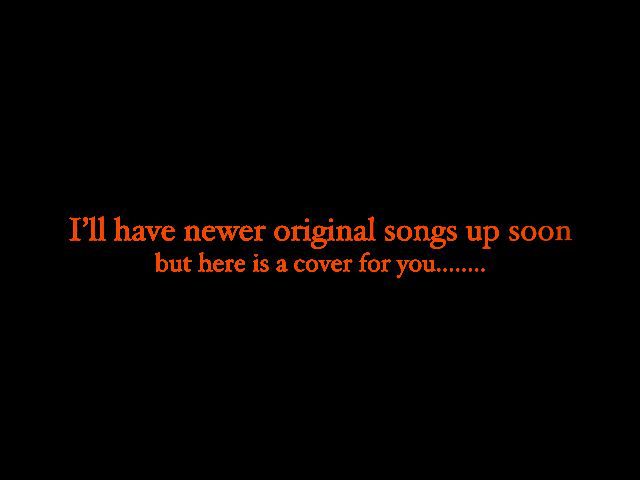 I'll have newer original songs up soon
but here is a cover for you........